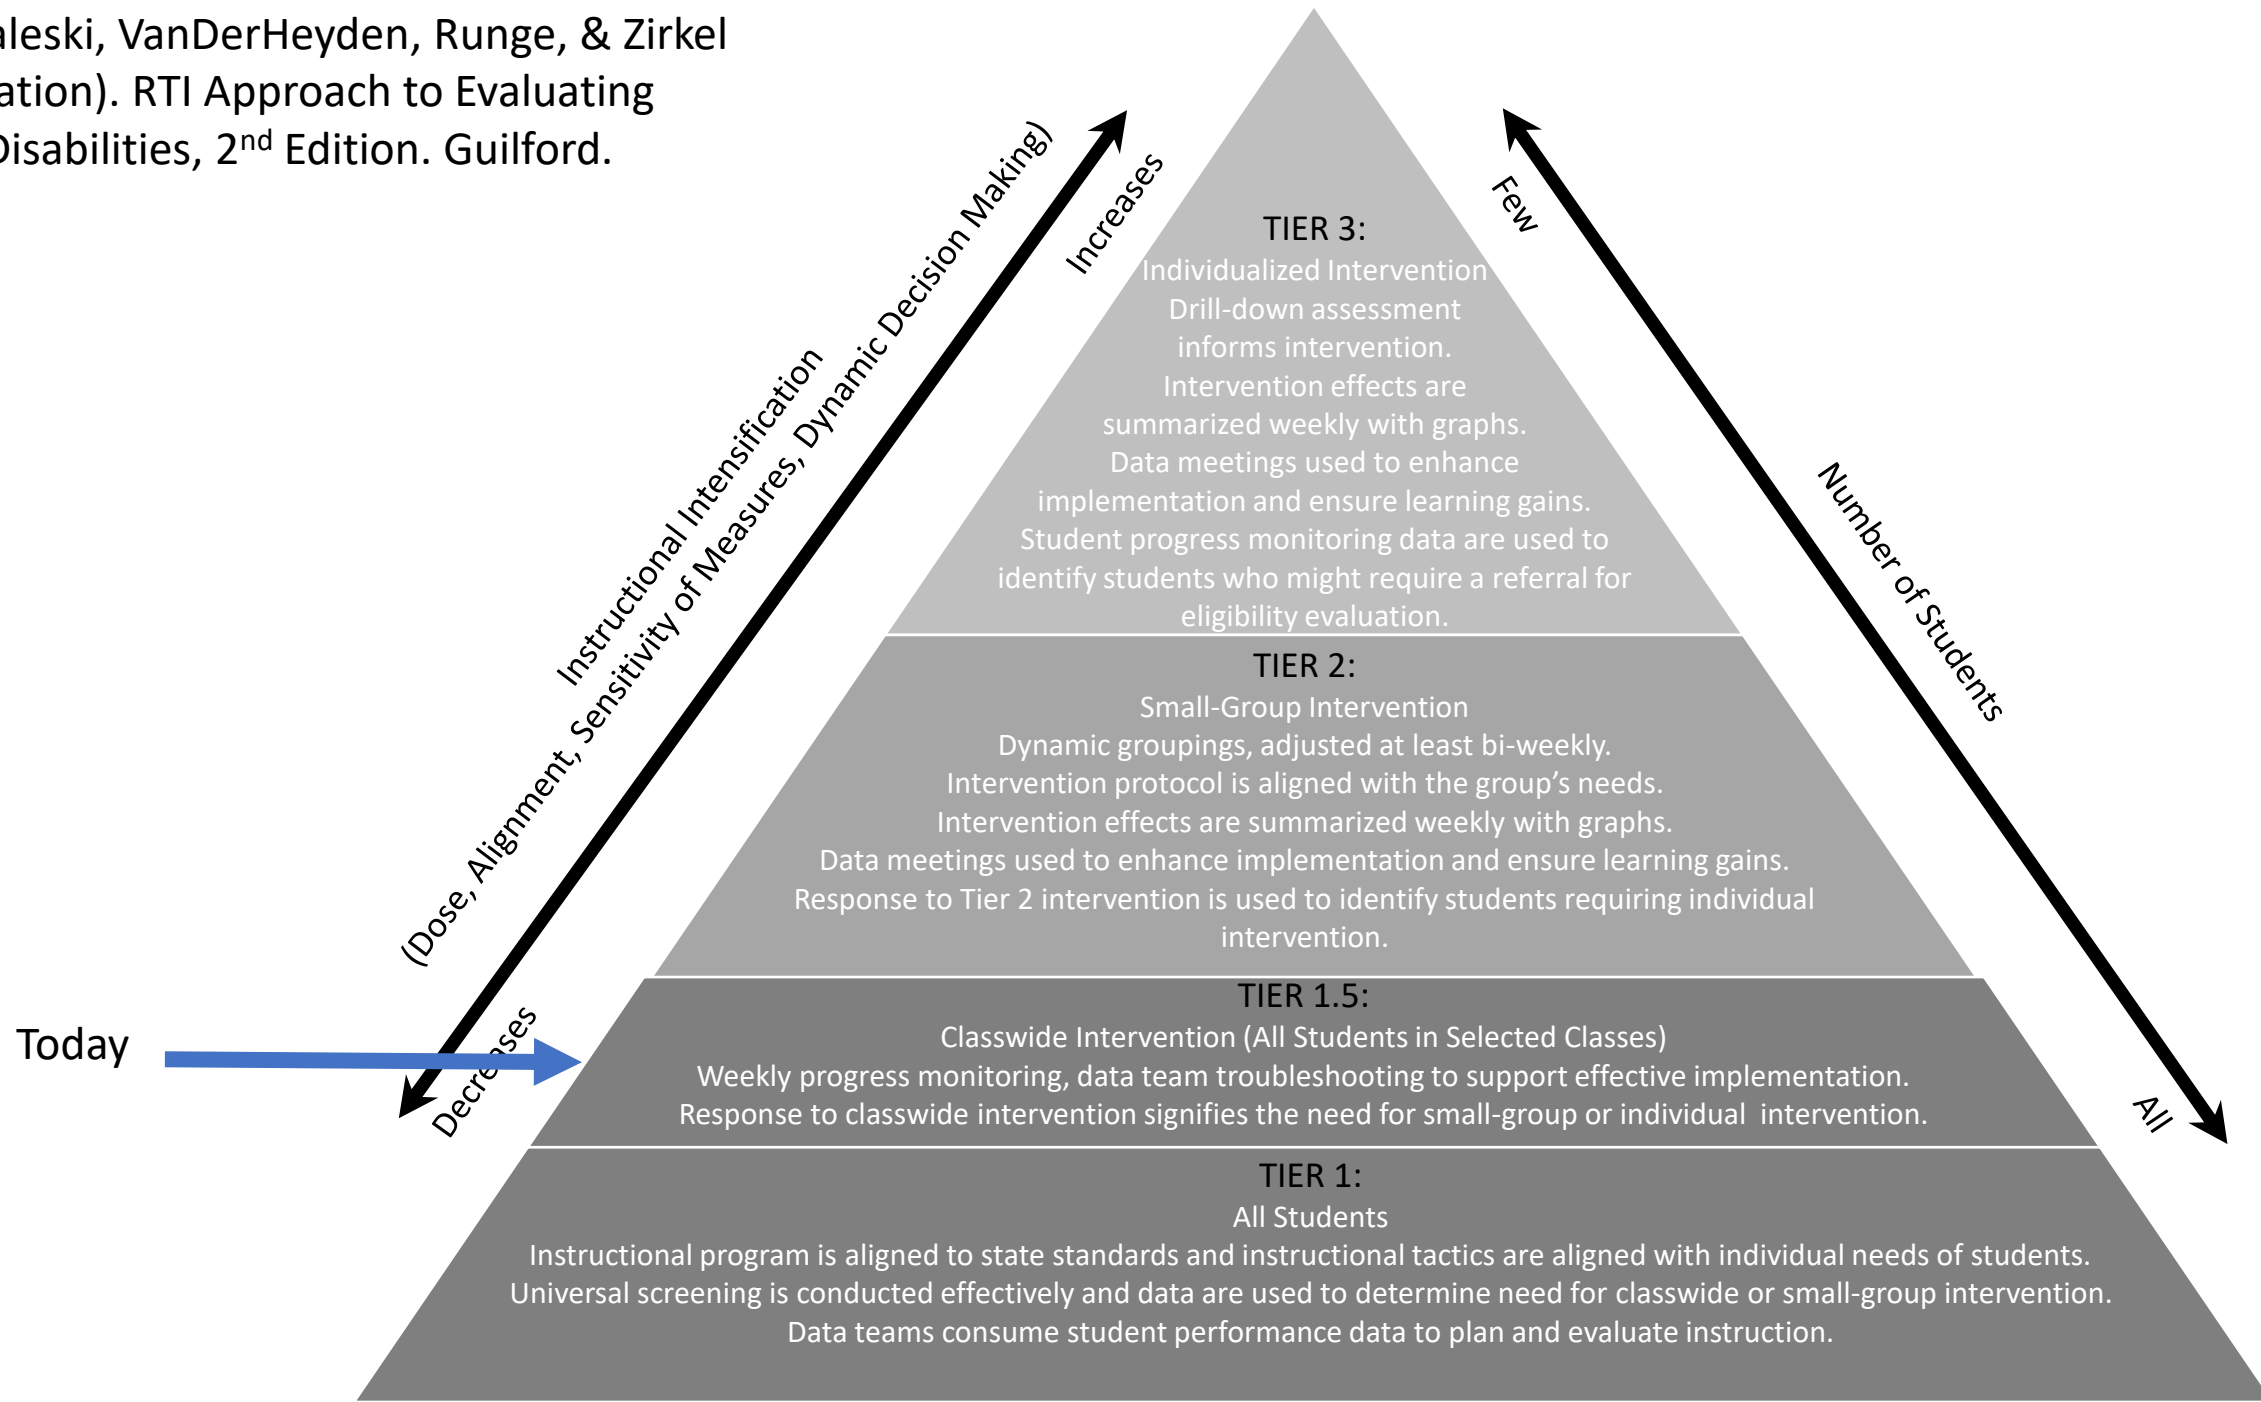 aleski, VanDerHeyden, Runge, & Zirkel
ation). RTI Approach to Evaluating
Disabilities, 2nd Edition. Guilford.
Instructional Intensification
(Dose, Alignment, Sensitivity of Measures, Dynamic Decision Making)
Increases
Decreases
Few
Number of Students
All
Today
TIER 3:
Individualized Intervention
Drill-down assessment
informs intervention.
Intervention effects are
summarized weekly with graphs.
Data meetings used to enhance
implementation and ensure learning gains.
Student progress monitoring data are used to
identify students who might require a referral for
eligibility evaluation.
TIER 2:
Small-Group Intervention
Dynamic groupings, adjusted at least bi-weekly.
Intervention protocol is aligned with the group’s needs.
Intervention effects are summarized weekly with graphs.
Data meetings used to enhance implementation and ensure learning gains.
Response to Tier 2 intervention is used to identify students requiring individual
intervention.
TIER 1.5:
Classwide Intervention (All Students in Selected Classes)
Weekly progress monitoring, data team troubleshooting to support effective implementation.
Response to classwide intervention signifies the need for small-group or individual intervention.
TIER 1:
All Students
Instructional program is aligned to state standards and instructional tactics are aligned with individual needs of students.
Universal screening is conducted effectively and data are used to determine need for classwide or small-group intervention.
Data teams consume student performance data to plan and evaluate instruction.